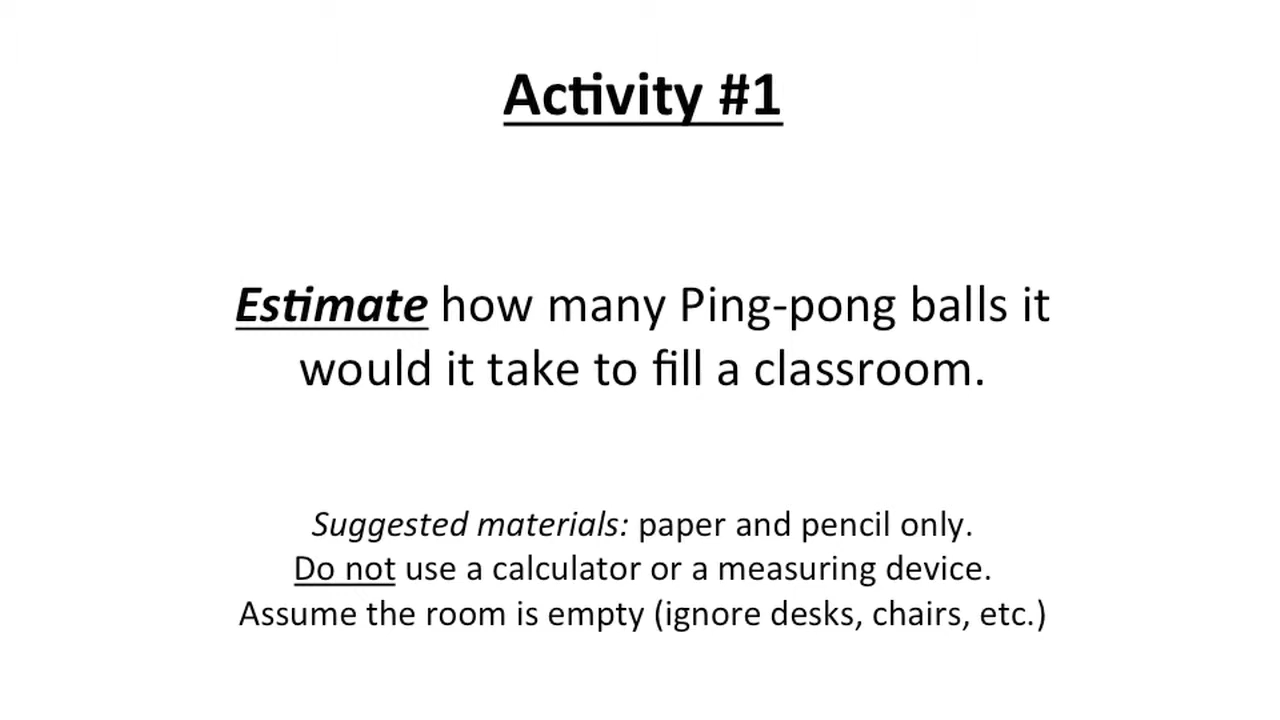 Activity #1
Estimate how many Ping-pong balls it
would it take to fill a classroom.
Suggested materials: paper and pencil only.
Do not use a calculator or a measuring device.
Assume the room is empty (ignore desks, chairs, etc.)